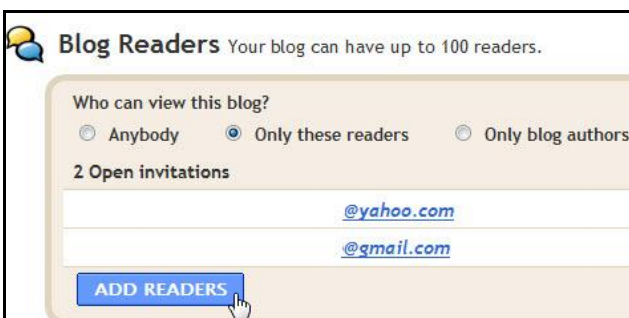 Blog Readers Your blog can have up to 100 readers.
Who can view this blog?
Anybody Only these readers Only blog authors
2 Open invitations
@yahoo.com
@gmail.com
ADD READERS